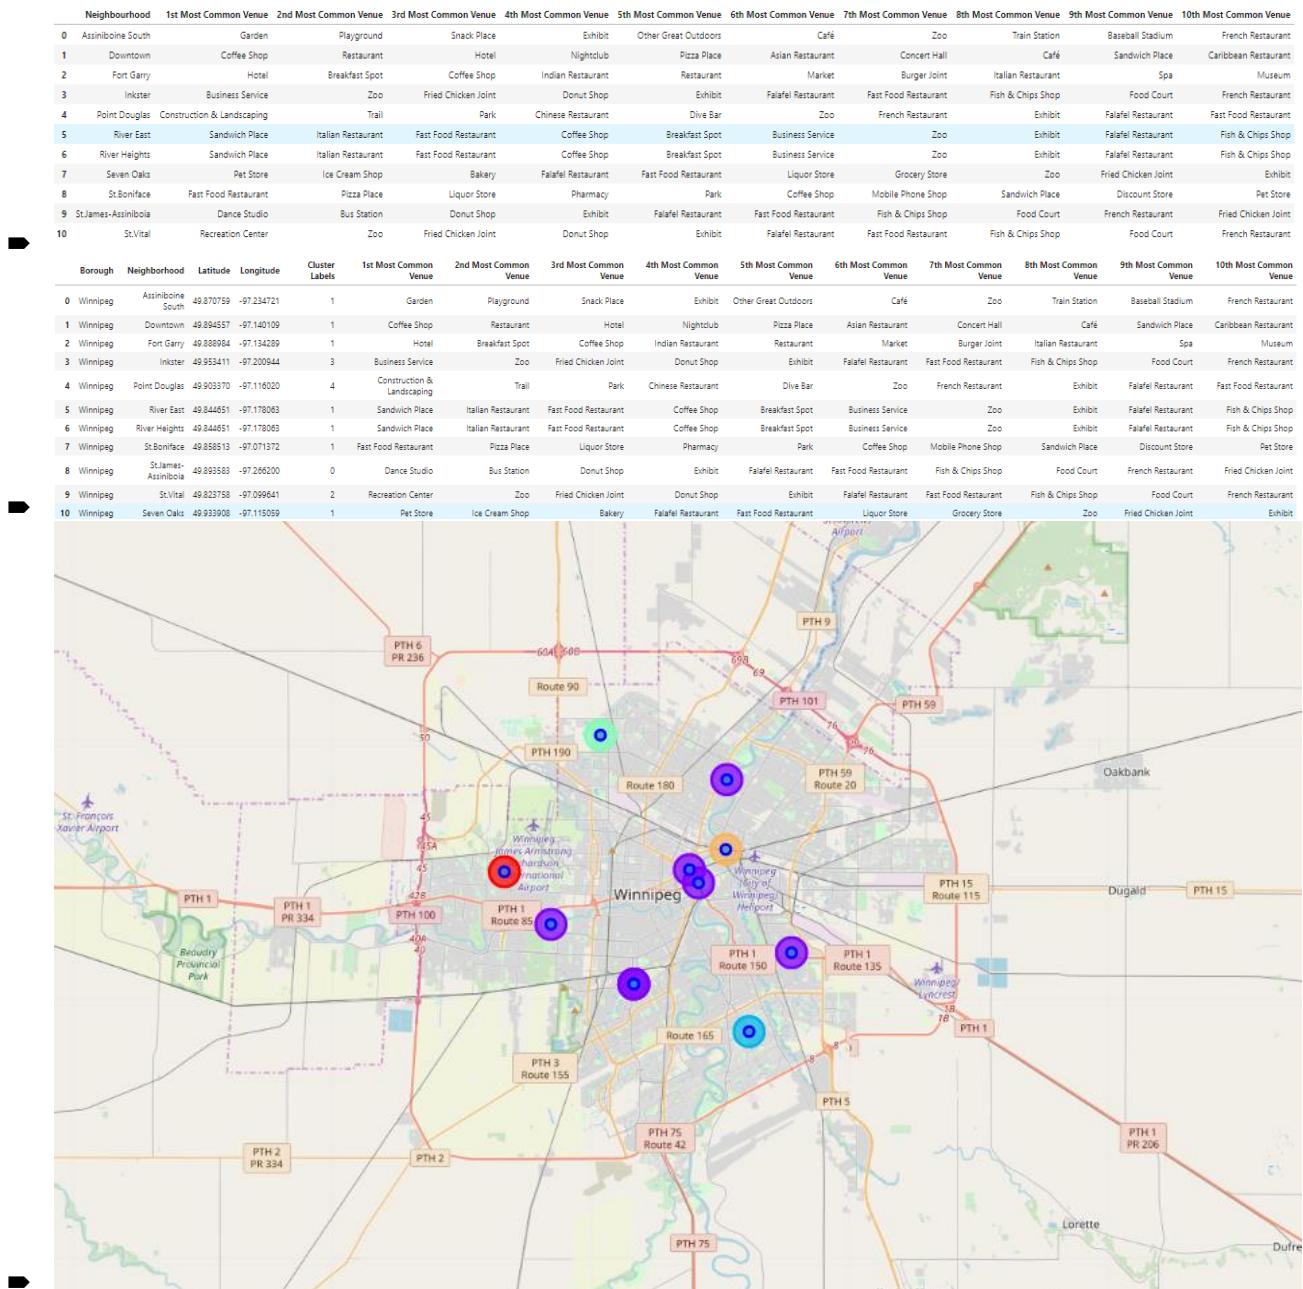 Neighbourhood 1st Most Common Venue 2nd Most Common Venue 3rd Most Common Venue 4th Most Common Venue 5th Most Common Venue 6th Most Common Venue 7th Most Common Venue 8th Most Common Venue 9th Most Common Venue 10th Most Common Venue
0 Assiniboine South Garden Playground Snack Place Exhibit Other Great Outdoors Café Zoo Train Station Baseball Stadium French Restaurant
1 Downtown Coffee Shop Restaurant Hotel Nightclub Pizza Place Asian Restaurant Concert Hall Café Sandwich Place Caribbean Restaurant
2 Fort Garry Hotel Breakfast Spot Coffee Shop Indian Restaurant Restaurant Market Burger Joint Italian Restaurant Spa Museum
3 Inkster Business Service Zoo Fried Chicken Joint Donut Shop Exhibit Falafel Restaurant Fast Food Restaurant Fish & Chips Shop Food Court French Restaurant
4 Point Douglas Construction & Landscaping Trail Park Chinese Restaurant Dive Bar Zoo French Restaurant Exhibit Falafel Restaurant Fast Food Restaurant
5 River East Sandwich Place Italian Restaurant Fast Food Restaurant Coffee Shop Breakfast Spot Business Service Zoo Exhibit Falafel Restaurant Fish & Chips Shop
6 River Heights Sandwich Place Italian Restaurant Fast Food Restaurant Coffee Shop Breakfast Spot Business Service Zoo Exhibit Falafel Restaurant Fish & Chips Shop
7 Seven Oaks Pet Store Ice Cream Shop Bakery Falafel Restaurant Fast Food Restaurant Liquor Store Grocery Store Zoo Fried Chicken Joint Exhibit
8 St.Boniface Fast Food Restaurant Pizza Place Liquor Store Pharmacy Park Coffee Shop Mobile Phone Shop Sandwich Place Discount Store Pet Store
9 St.James-Assiniboia Dance Studio Bus Station Donut Shop Exhibit Falafel Restaurant Fast Food Restaurant Fish & Chips Shop Food Court French Restaurant Fried Chicken Joint
10 St.Vital Recreation Center Zoo Fried Chicken Joint Donut Shop Exhibit Falafel Restaurant Fast Food Restaurant Fish & Chips Shop Food Court French Restaurant
Borough Neighborhood Latitude Longitude Cluster Labels 1st Most Common Venue 2nd Most Common Venue 3rd Most Common Venue 4th Most Common Venue 5th Most Common Venue 6th Most Common Venue 7th Most Common Venue 8th Most Common Venue 9th Most Common Venue 10th Most Common Venue
0 Winnipeg Assiniboine South 49.870759 -97.234721 1 Garden Playground Snack Place Exhibit Other Great Outdoors Café Zoo Train Station Baseball Stadium French Restaurant
1 Winnipeg Downtown 49.894557 -97.140109 1 Coffee Shop Restaurant Hotel Nightclub Pizza Place Asian Restaurant Concert Hall Café Sandwich Place Caribbean Restaurant
2 Winnipeg Fort Garry 49.888984 -97.134289 1 Hotel Breakfast Spot Coffee Shop Indian Restaurant Restaurant Market Burger Joint Italian Restaurant Spa Museum
3 Winnipeg Inkster 49.953411 -97.200944 3 Business Service Zoo Fried Chicken Joint Donut Shop Exhibit Falafel Restaurant Fast Food Restaurant Fish & Chips Shop Food Court French Restaurant
4 Winnipeg Point Douglas 49.903370 -97.116020 4 Construction & Landscaping Trail Park Chinese Restaurant Dive Bar Zoo French Restaurant Exhibit Falafel Restaurant Fast Food Restaurant
5 Winnipeg River East 49.844651 -97.178063 1 Sandwich Place Italian Restaurant Fast Food Restaurant Coffee Shop Breakfast Spot Business Service Zoo Exhibit Falafel Restaurant Fish & Chips Shop
6 Winnipeg River Heights 49.844651 -97.178063 1 Sandwich Place Italian Restaurant Fast Food Restaurant Coffee Shop Breakfast Spot Business Service Zoo Exhibit Falafel Restaurant Fish & Chips Shop
7 Winnipeg St.Boniface 49.858513 -97.071372 1 Fast Food Restaurant Pizza Place Liquor Store Pharmacy Park Coffee Shop Mobile Phone Shop Sandwich Place Discount Store Pet Store
8 Winnipeg St.James-Assiniboia 49.893583 -97.266200 0 Dance Studio Bus Station Donut Shop Exhibit Falafel Restaurant Fast Food Restaurant Fish & Chips Shop Food Court French Restaurant Fried Chicken Joint
9 Winnipeg St.Vital 49.823758 -97.099641 2 Recreation Center Zoo Fried Chicken Joint Donut Shop Exhibit Falafel Restaurant Fast Food Restaurant Fish & Chips Shop Food Court French Restaurant
10 Winnipeg Seven Oaks 49.933908 -97.115059 1 Pet Store Ice Cream Shop Bakery Falafel Restaurant Fast Food Restaurant Liquor Store Grocery Store Zoo Fried Chicken Joint Exhibit
Airport
PTH 9
PTH 6
PR 236
60A 60B
69B
69
Route 90
PTH 101
PTH 59
76
76
50
PTH 190
Route 180
PTH 59
Route 20
Oakbank
St. François
Xavier Airport
45
45A
45
42B
Winnipeg
James Armstrong
Richardson
International
Airport
Winnipeg
Winnipeg
(City of
Winnipeg)
Heliport
PTH 15
Route 115
Dugald
PTH 15
PTH 1
PTH 1
PR 334
PTH 100
PTH 1
Route 85
40A
40
Beaudry
Provincial
Park
PTH 1
Route 150
PTH 1
Route 135
Winnipeg/
Lyncrest
1B
1B
PTH 1
Route 165
8
8
PTH 3
Route 155
PTH 5
PTH 75
Route 42
PTH 1
PR 206
PTH 2
PR 334
PTH 2
Lorette
PTH 75
Dufre